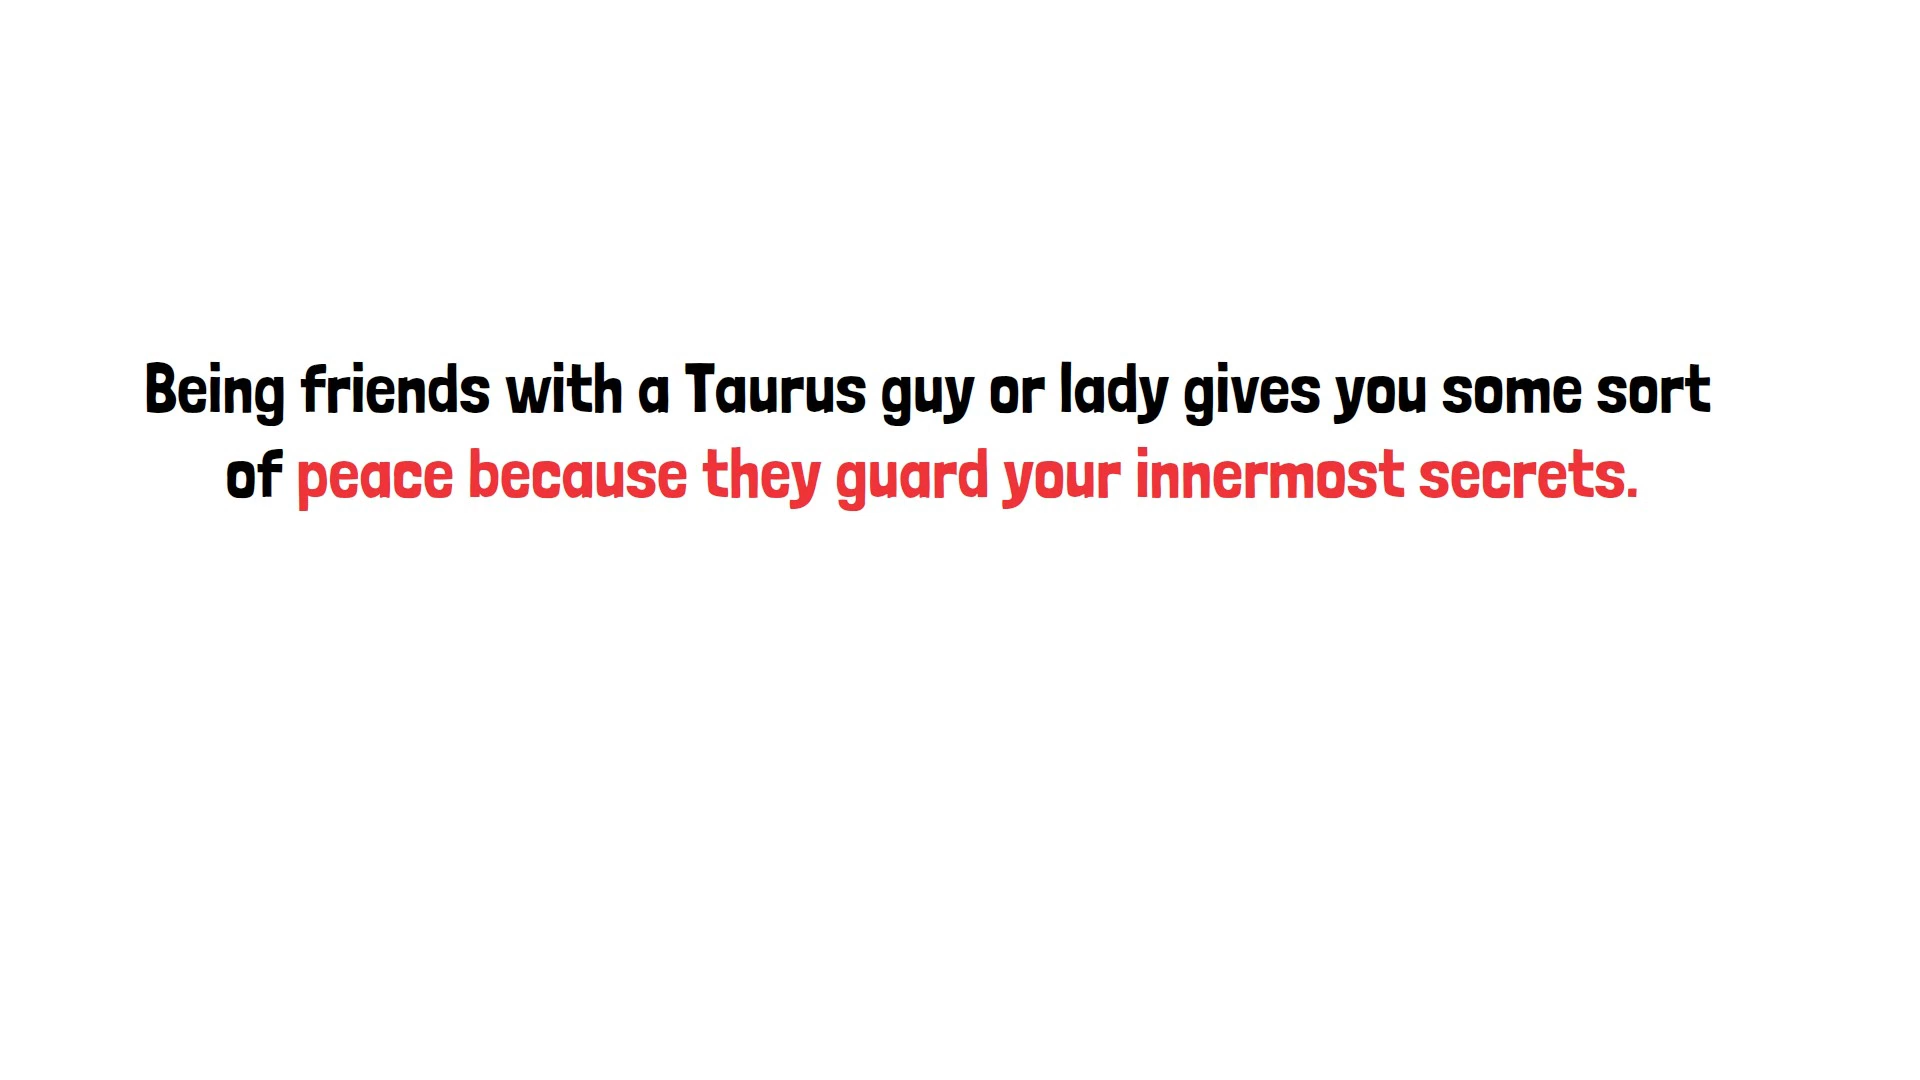 Being friends with a Taurus guy or lady gives you some sort
of peace because they guard your innermost secrets.